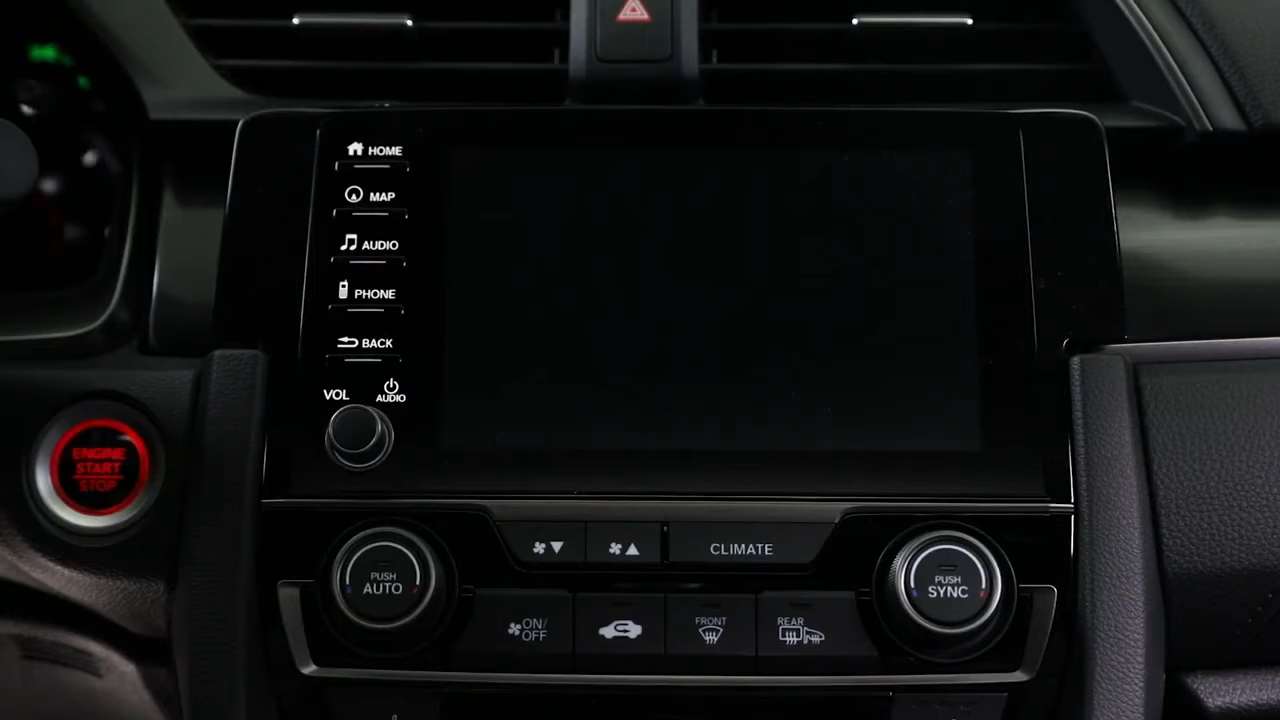 HOME
MAP
AUDIO
PHONE
BACK
VOL
AUDIO
ENGINE
START
STOP
CLIMATE
PUSH
AUTO
PUSH
SYNC
ON/
OFF
FRONT
REAR